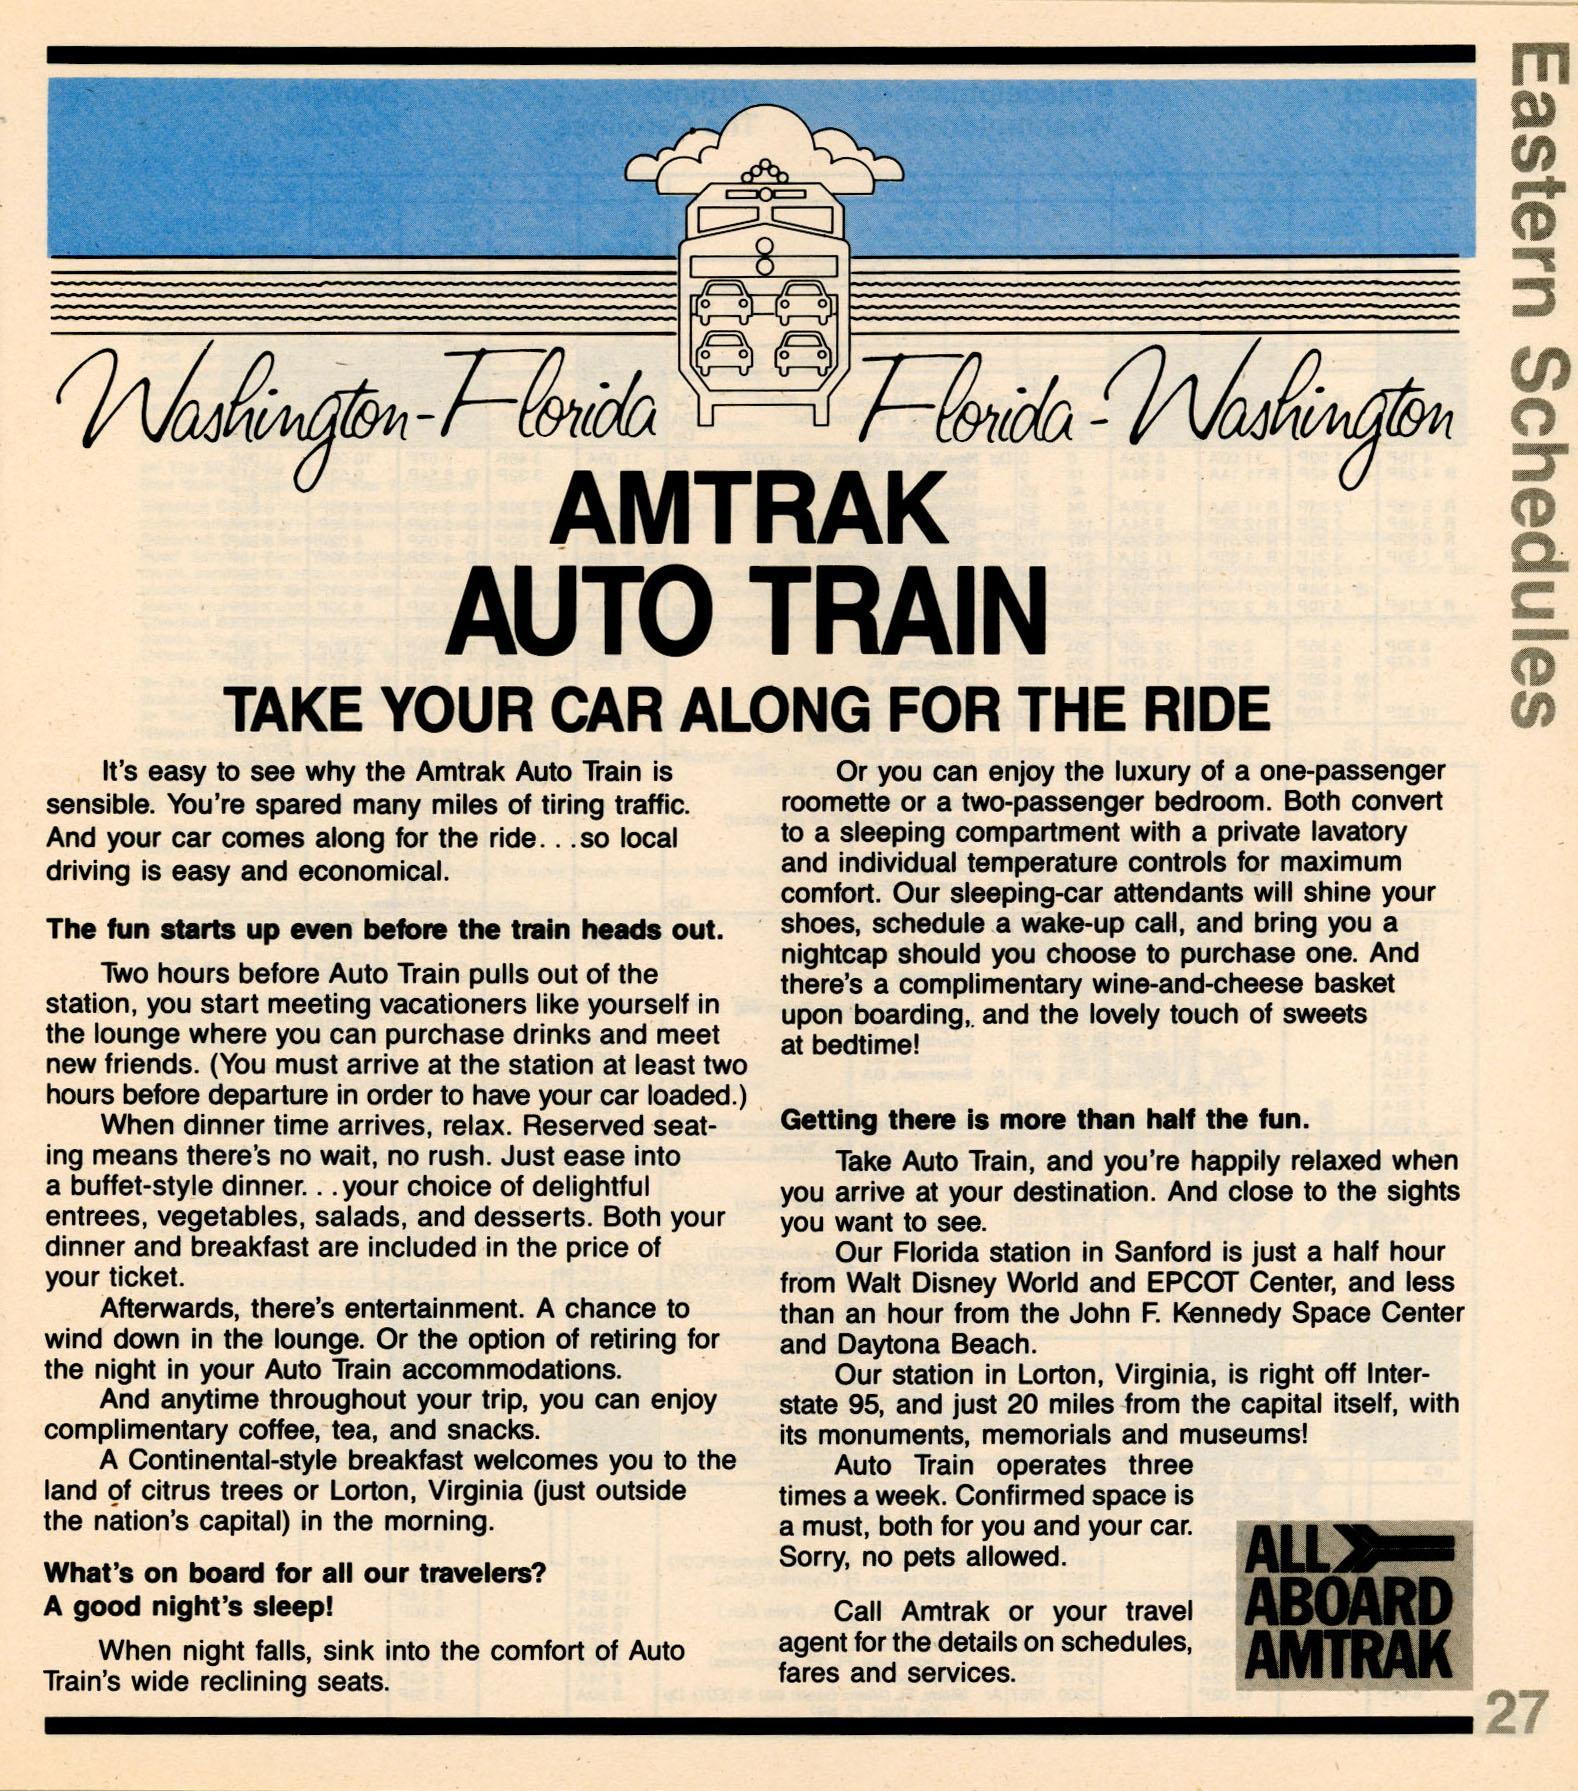 Eastern Schedules
Washington-Florida
Florida-Washington
AMTRAK
AUTO TRAIN
TAKE YOUR CAR ALONG FOR THE RIDE
It's easy to see why the Amtrak Auto Train is
sensible. You're spared many miles of tiring traffic.
And your car comes along for the ride...so local
driving is easy and economical.
The fun starts up even before the train heads out.
Two hours before Auto Train pulls out of the
station, you start meeting vacationers like yourself in
the lounge where you can purchase drinks and meet
new friends. (You must arrive at the station at least two
hours before departure in order to have your car loaded.)
When dinner time arrives, relax. Reserved seat-
ing means there's no wait, no rush. Just ease into
a buffet-style dinner...your choice of delightful
entrees, vegetables, salads, and desserts. Both your
dinner and breakfast are included in the price of
your ticket.
Afterwards, there's entertainment. A chance to
wind down in the lounge. Or the option of retiring for
the night in your Auto Train accommodations.
And anytime throughout your trip, you can enjoy
complimentary coffee, tea, and snacks.
A Continental-style breakfast welcomes you to the
land of citrus trees or Lorton, Virginia (just outside
the nation's capital) in the morning.
What's on board for all our travelers?
A good night's sleep!
When night falls, sink into the comfort of Auto
Train's wide reclining seats.
Or you can enjoy the luxury of a one-passenger
roomette or a two-passenger bedroom. Both convert
to a sleeping compartment with a private lavatory
and individual temperature controls for maximum
comfort. Our sleeping-car attendants will shine your
shoes, schedule a wake-up call, and bring you a
nightcap should you choose to purchase one. And
there's a complimentary wine-and-cheese basket
upon boarding, and the lovely touch of sweets
at bedtime!
Getting there is more than half the fun.
Take Auto Train, and you're happily relaxed when
you arrive at your destination. And close to the sights
you want to see.
Our Florida station in Sanford is just a half hour
from Walt Disney World and EPCOT Center, and less
than an hour from the John F. Kennedy Space Center
and Daytona Beach.
Our station in Lorton, Virginia, is right off Inter-
state 95, and just 20 miles from the capital itself, with
its monuments, memorials and museums!
Auto Train operates three
times a week. Confirmed space is
a must, both for you and your car.
Sorry, no pets allowed.
Call Amtrak or your travel
agent for the details on schedules,
fares and services.
ALL
ABOARD
AMTRAK
27